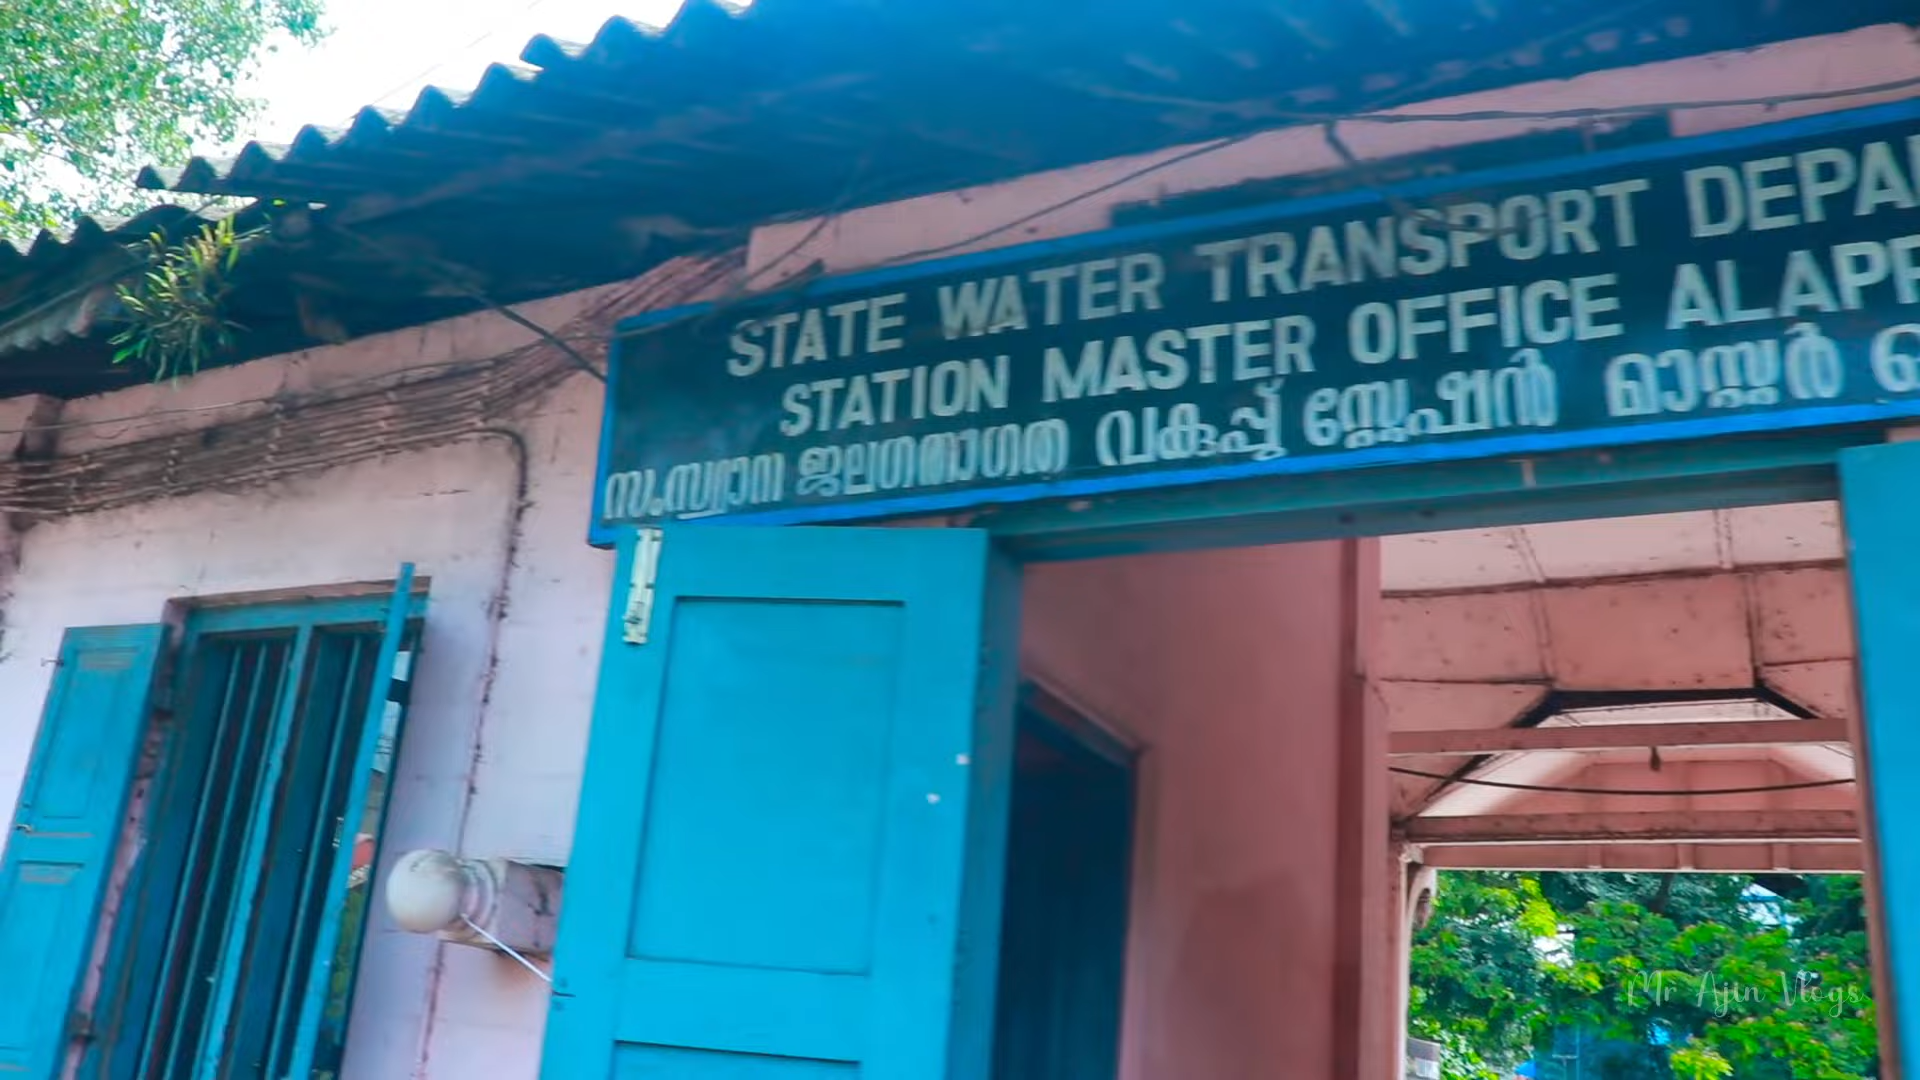 STATE WATER TRANSPORT DEPA
STATION MASTER OFFICE ALAPP
സംസ്ഥാന ജലഗതാഗത വകുപ്പ് സ്റ്റേഷൻ മാസ്റ്റർ
Mr Ajin Vlogs